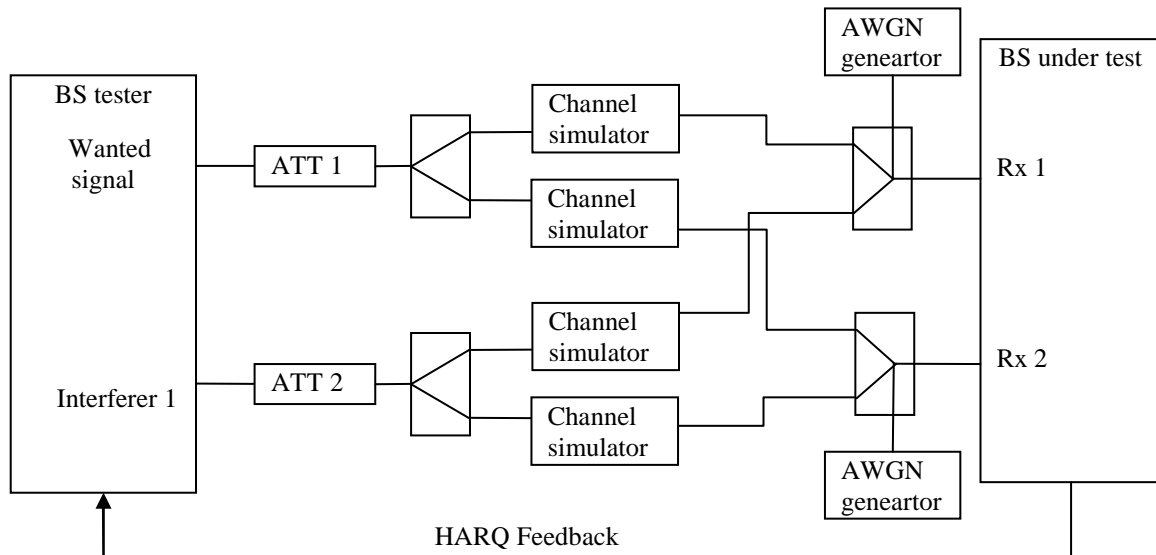 AWGN
geneartor
BS under test
BS tester
Wanted
signal
ATT 1
Channel
simulator
Channel
simulator
Rx 1
Interferer 1
ATT 2
Channel
simulator
Channel
simulator
Rx 2
AWGN
geneartor
HARQ Feedback